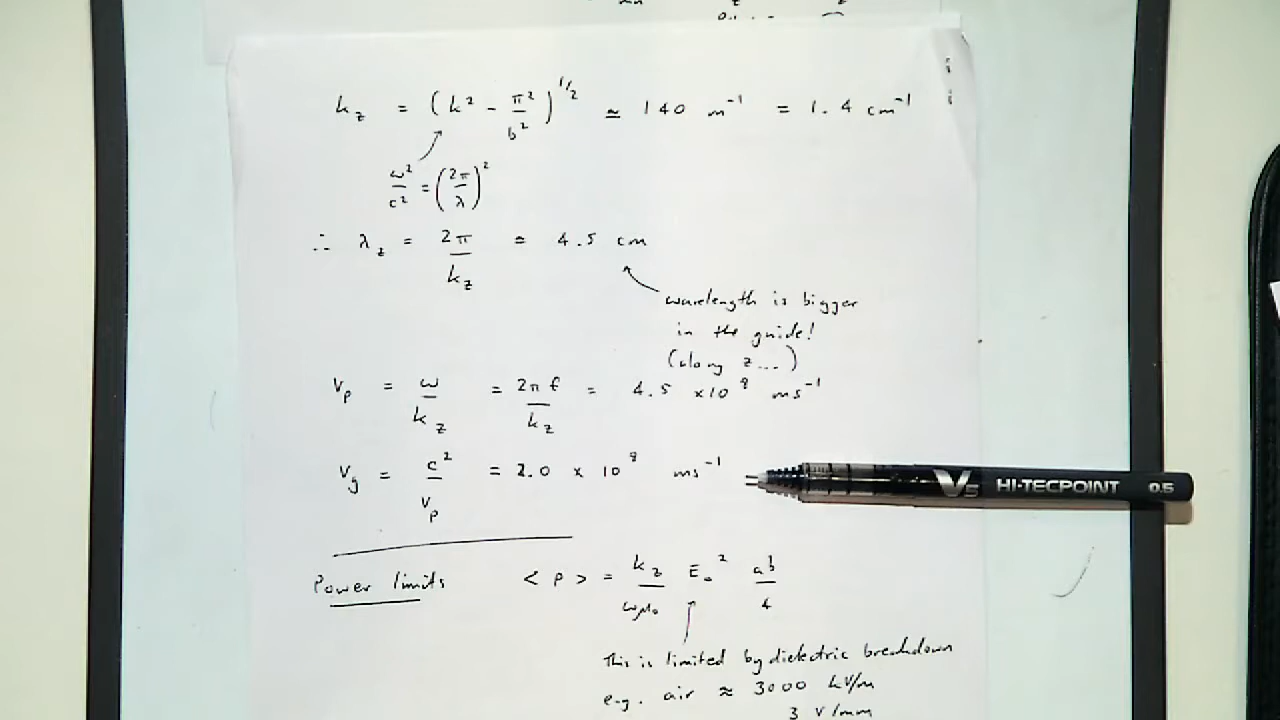 k_z = (k² - π²/b²)^{1/2} ≃ 140 m⁻¹ = 1.4 cm⁻¹
ω²/c² = (2π/λ)²
∴ λ_z = 2π/k_z ≃ 4.5 cm
wavelength is bigger
in the guide!
(along z...)
v_p = ω/k_z = 2πf/k_z = 4.5 × 10⁸ ms⁻¹
v_g = c²/v_p = 2.0 × 10⁸ ms⁻¹
V5 HI-TECPOINT 0.5
Power limits <P> = k_z/ωμ₀ E₀² ab/4
This is limited by dielectric breakdown
e.g. air ≈ 3000 kV/m
3 V/mm